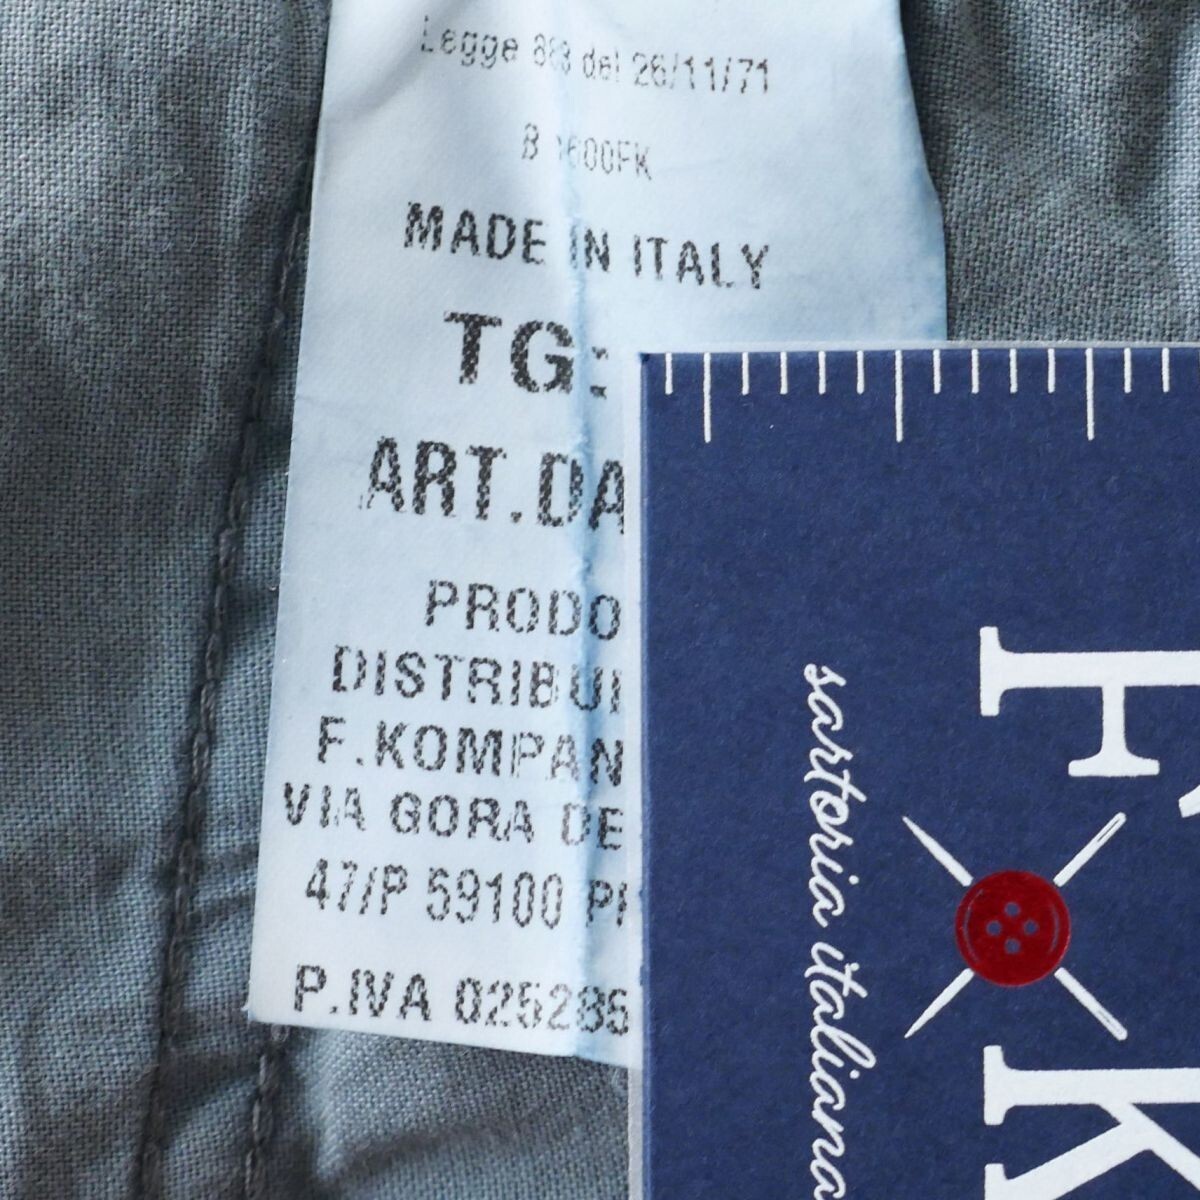 Legge 883 del 26/11/71
MADE IN ITALY
TG:
ART.DA
PRODO
DISTRIBUI
F.KOMPAN
VIA GORA DE
47/P 59100
P.IVA 025285
F
K
sartoria italiana